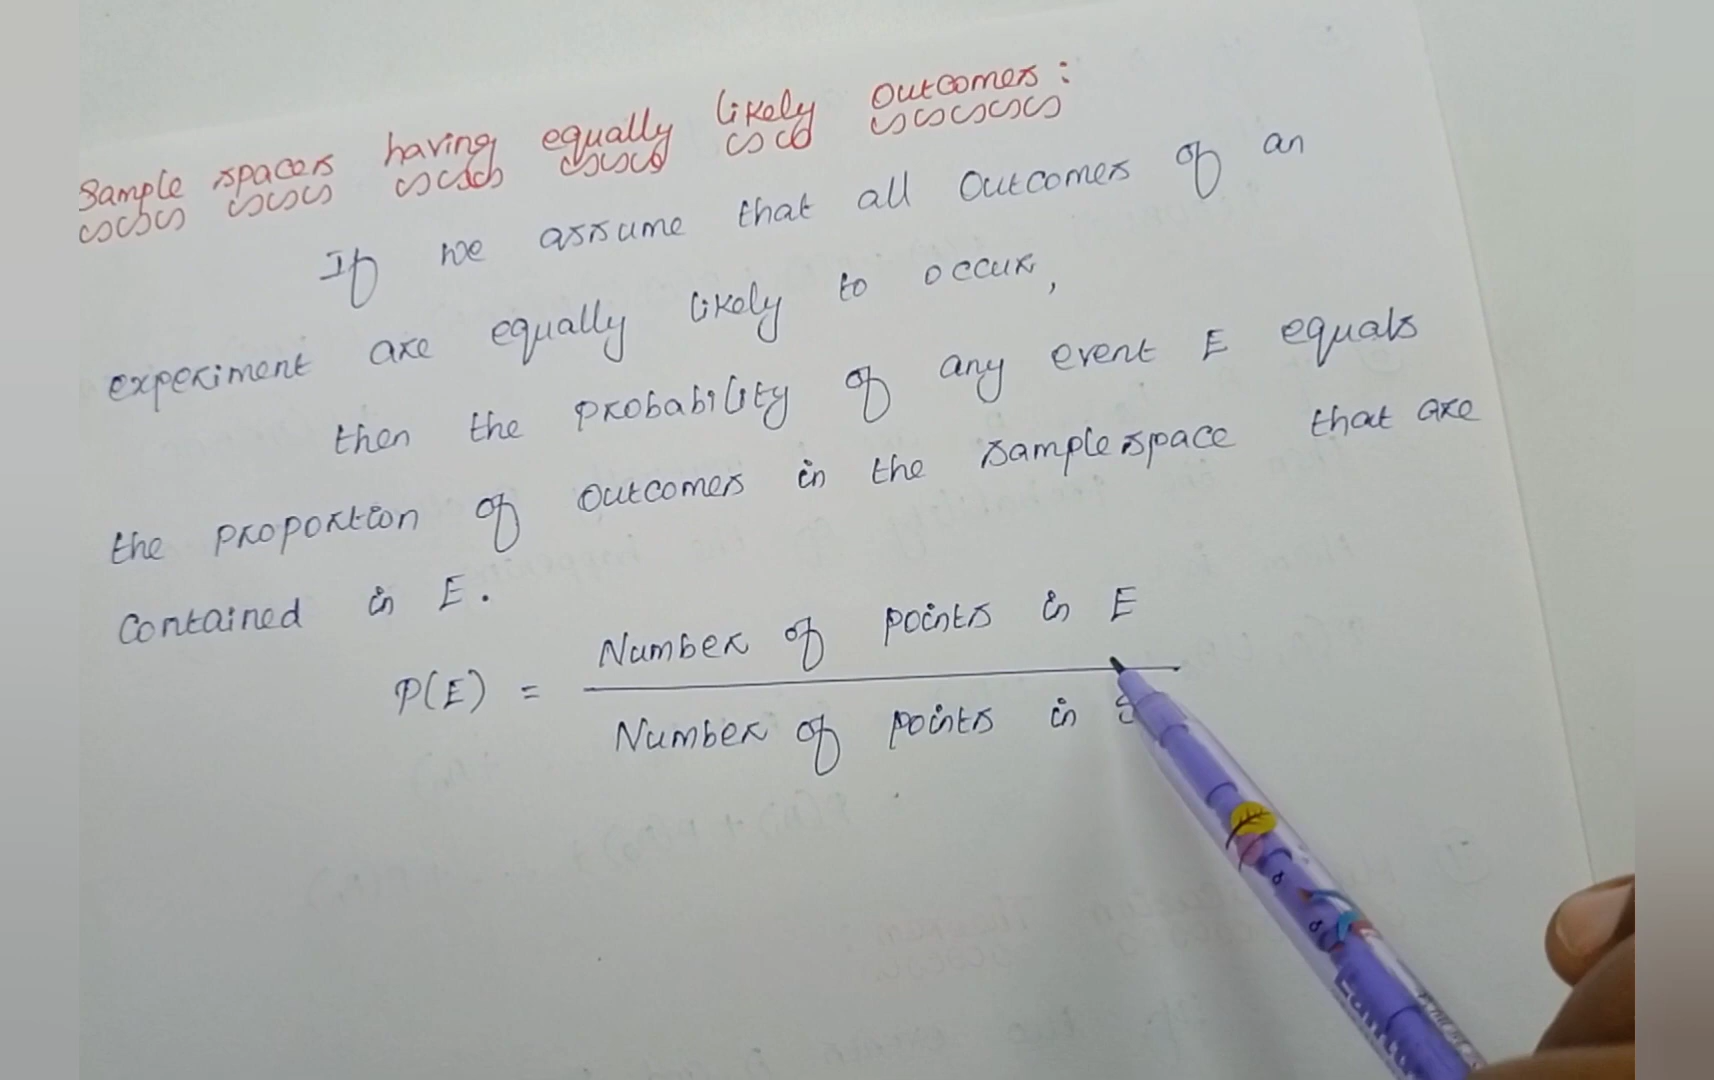 Sample spaces having equally likely outcomes:
If we assume that all outcomes of an
experiment are equally likely to occur,
then the probability of any event E equals
the proportion of outcomes in the sample space that are
contained in E.
P(E) = Number of points in E
Number of points in S